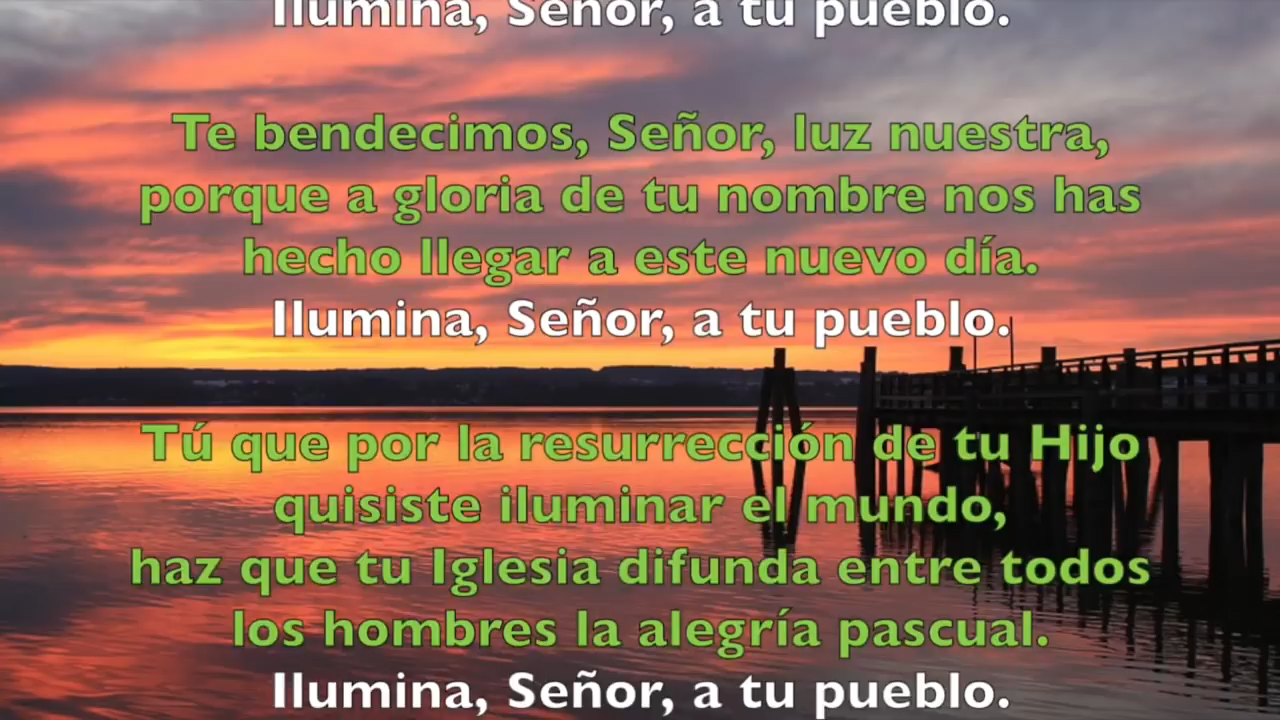 Ilumina, Señor, a tu pueblo.
Te bendecimos, Señor, luz nuestra,
porque a gloria de tu nombre nos has
hecho llegar a este nuevo día.
Ilumina, Señor, a tu pueblo.
Tú que por la resurrección de tu Hijo
quisiste iluminar el mundo,
haz que tu Iglesia difunda entre todos
los hombres la alegría pascual.
Ilumina, Señor, a tu pueblo.